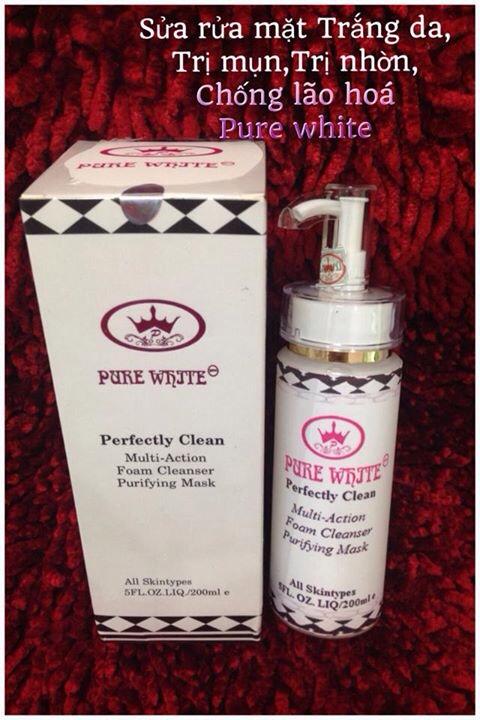 Sửa rửa mặt Trắng da,
Trị mụn,Trị nhờn,
Chống lão hoá
Pure white
PURE WHITE
P
PURE WHITE
Perfectly Clean
Multi-Action
Foam Cleanser
Purifying Mask
All Skintypes
5FL.OZ.LIQ/200ml e
P
PURE WHITE
Perfectly Clean
Multi-Action
Foam Cleanser
Purifying Mask
All Skintypes
5FL. OZ. LIQ/200ml e